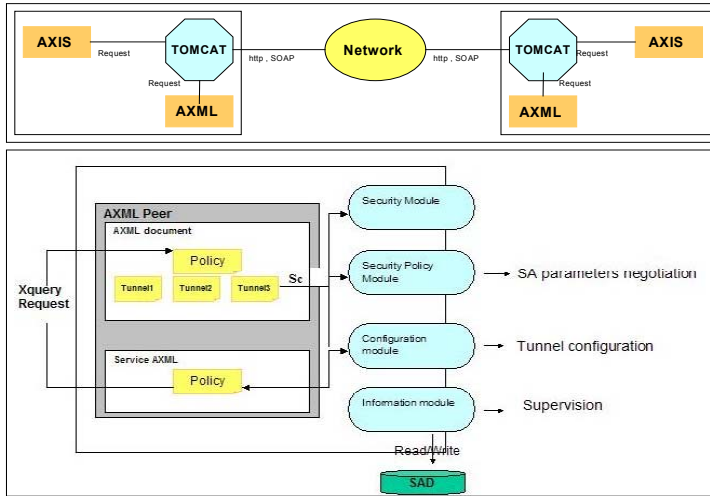 AXIS
TOMCAT
Network
TOMCAT
AXIS
Request
http , SOAP
http , SOAP
Request
Request
Request
AXML
AXML
AXML Peer
AXML document
Policy
Tunnel1
Tunnel2
Tunnel3
Sc
Xquery
Request
Service AXML
Policy
Security Module
Security Policy
Module
SA parameters negotiation
Configuration
module
Tunnel configuration
Information module
Supervision
Read/Write
SAD